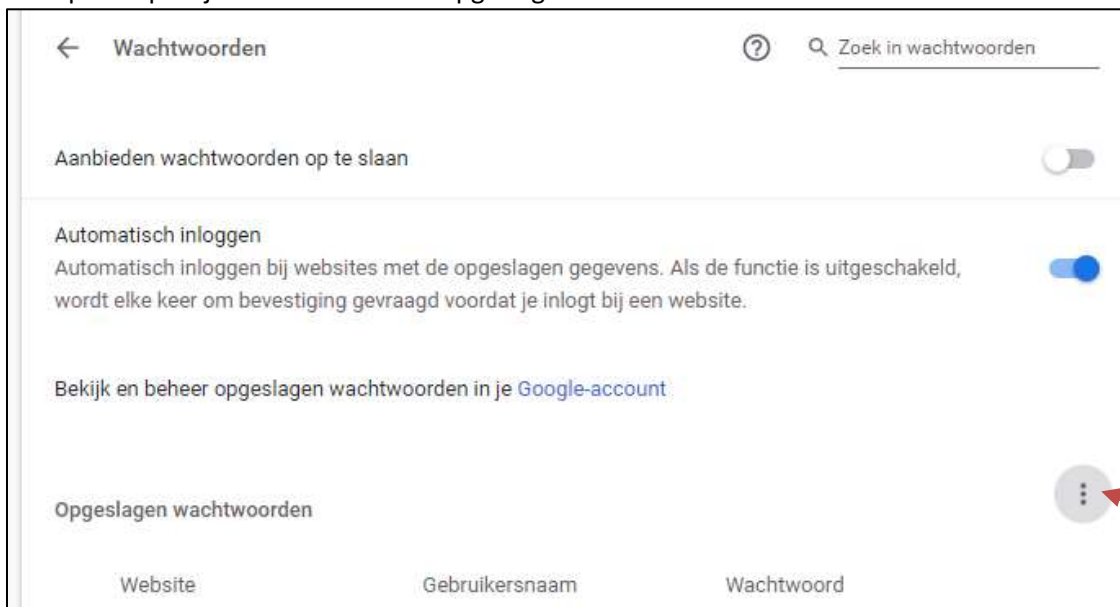 Wachtwoorden
Zoek in wachtwoorden
Aanbieden wachtwoorden op te slaan
Automatisch inloggen
Automatisch inloggen bij websites met de opgeslagen gegevens. Als de functie is uitgeschakeld,
wordt elke keer om bevestiging gevraagd voordat je inlogt bij een website.
Bekijk en beheer opgeslagen wachtwoorden in je Google-account
Opgeslagen wachtwoorden
Website Gebruikersnaam Wachtwoord